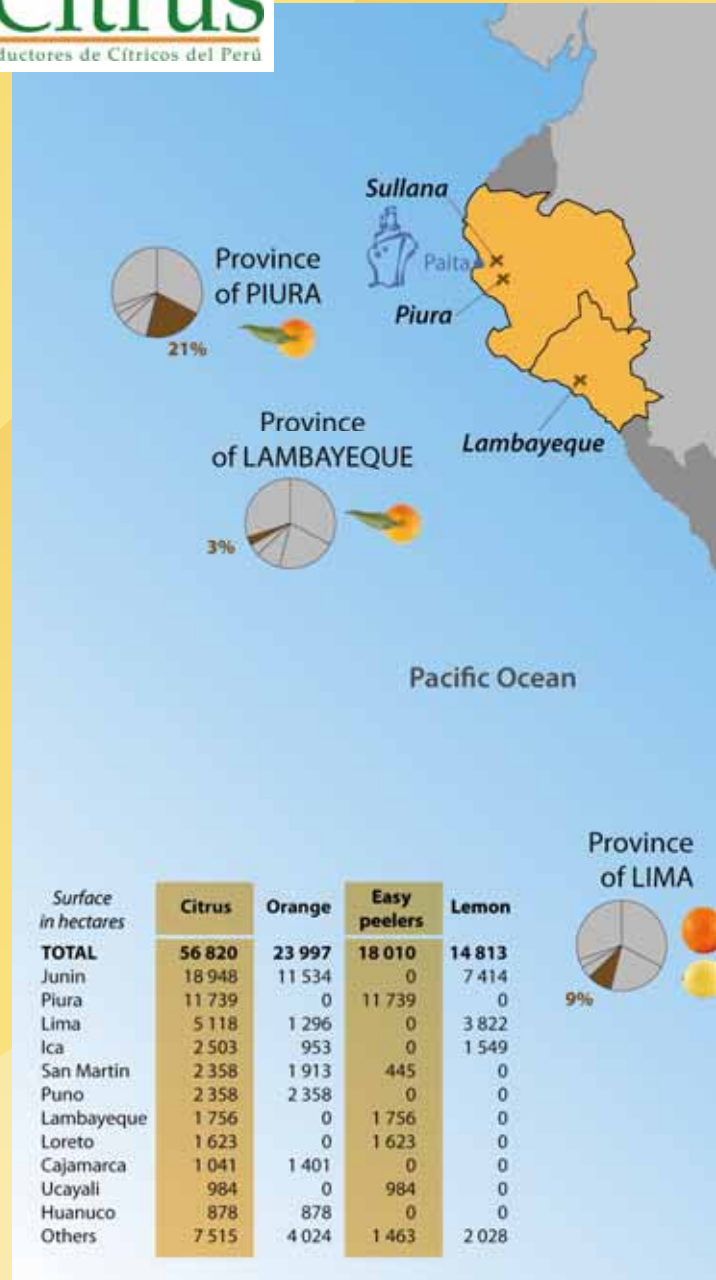 Citrus
ductores de Cítricos del Perú
Sullana
Paita
Piura
Province
of PIURA
21%
Province
of LAMBAYEQUE
3%
Lambayeque
Pacific Ocean
Province
of LIMA
9%
Surface in hectares Citrus Orange Easy peelers Lemon
TOTAL 56 820 23 997 18 010 14 813
Junin 18 948 11 534 0 7 414
Piura 11 739 0 11 739 0
Lima 5 118 1 296 0 3 822
Ica 2 503 953 0 1 549
San Martin 2 358 1 913 445 0
Puno 2 358 2 358 0 0
Lambayeque 1 756 0 1 756 0
Loreto 1 623 0 1 623 0
Cajamarca 1 041 1 401 0 0
Ucayali 984 0 984 0
Huanuco 878 878 0 0
Others 7 515 4 024 1 463 2 028